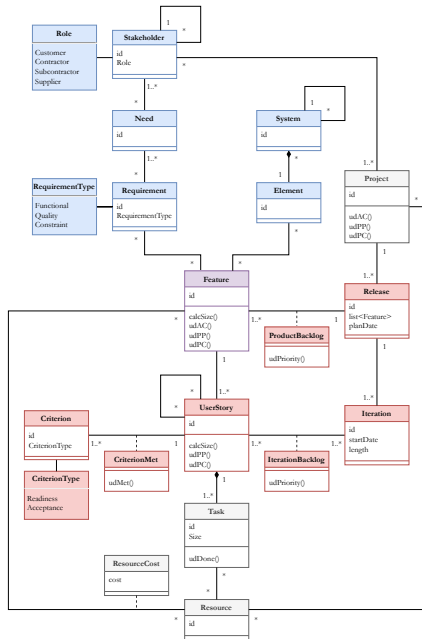 1
*
Role
Customer
Contractor
Subcontractor
Supplier
Stakeholder
id
Role
*
1..*
*
Need
id
1..*
*
System
id
1
*
*
1
RequirementType
Functional
Quality
Constraint
Requirement
id
RequirementType
Element
id
1..*
Project
id
udAC()
udPP()
udPC()
*
*
*
*
*
1
1..*
Feature
id
calcSize()
udAC()
udPP()
udPC()
*
1..*
1
ProductBacklog
udPriority()
Release
id
list<Feature>
planDate
1
1
1..*
1..*
*
*
UserStory
id
calcSize()
udPP()
udPC()
Criterion
id
CriterionType
1..*
1
CriterionMet
udMet()
CriterionType
Readiness
Acceptance
1..*
1..*
IterationBacklog
udPriority()
Iteration
id
startDate
length
1
1..*
Task
id
Size
udDone()
*
*
ResourceCost
cost
*
*
Resource
id